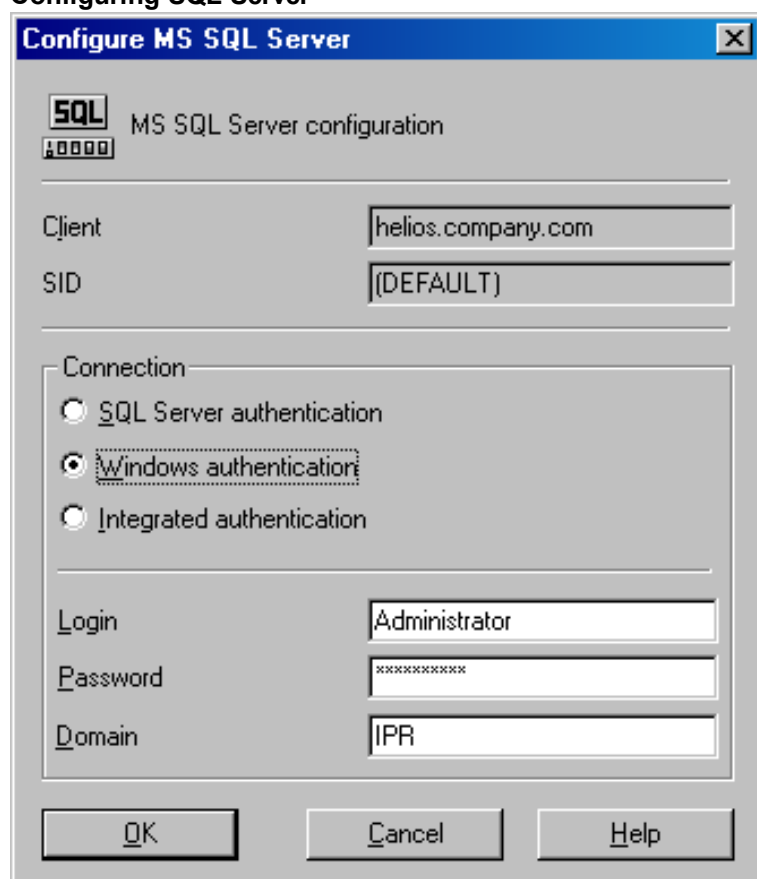 Configuring SQL Server
Configure MS SQL Server
SQL
MS SQL Server configuration
Client helios.company.com
SID (DEFAULT)
Connection
SQL Server authentication
Windows authentication
Integrated authentication
Login Administrator
Password **********
Domain IPR
OK Cancel Help